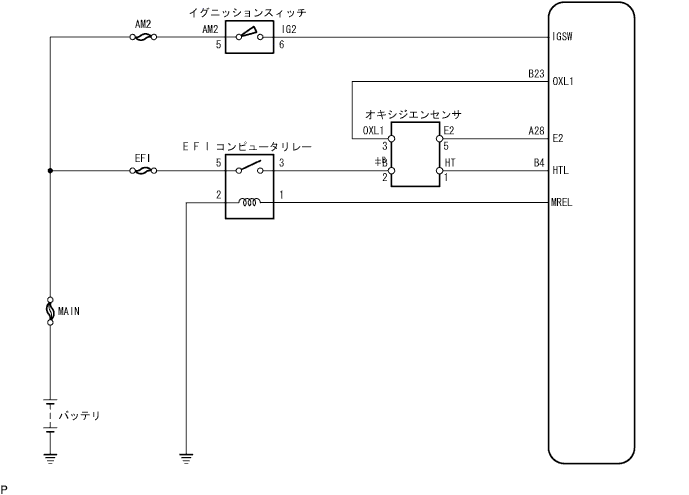 イグニッションスィッチ
AM2
AM2
IG2
5
6
IGSW
B23
OXL1
オキシジエンセンサ
OXL1
E2
A28
E2
3
5
ＥＦＩコンピュータリレー
EFI
5
3
+B
HT
B4
HTL
2
1
2
1
MREL
MAIN
バッテリ
P